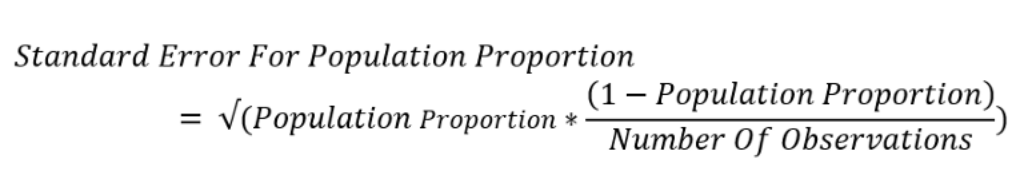 Standard Error For Population Proportion
= √(Population Proportion * (1 − Population Proportion) / Number Of Observations)